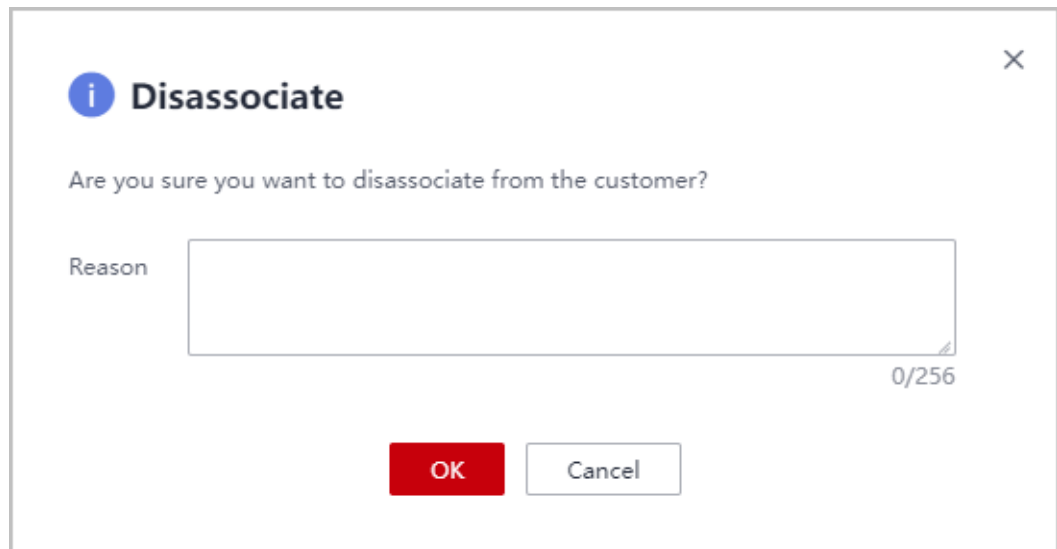 Disassociate
Are you sure you want to disassociate from the customer?
Reason
0/256
OK
Cancel